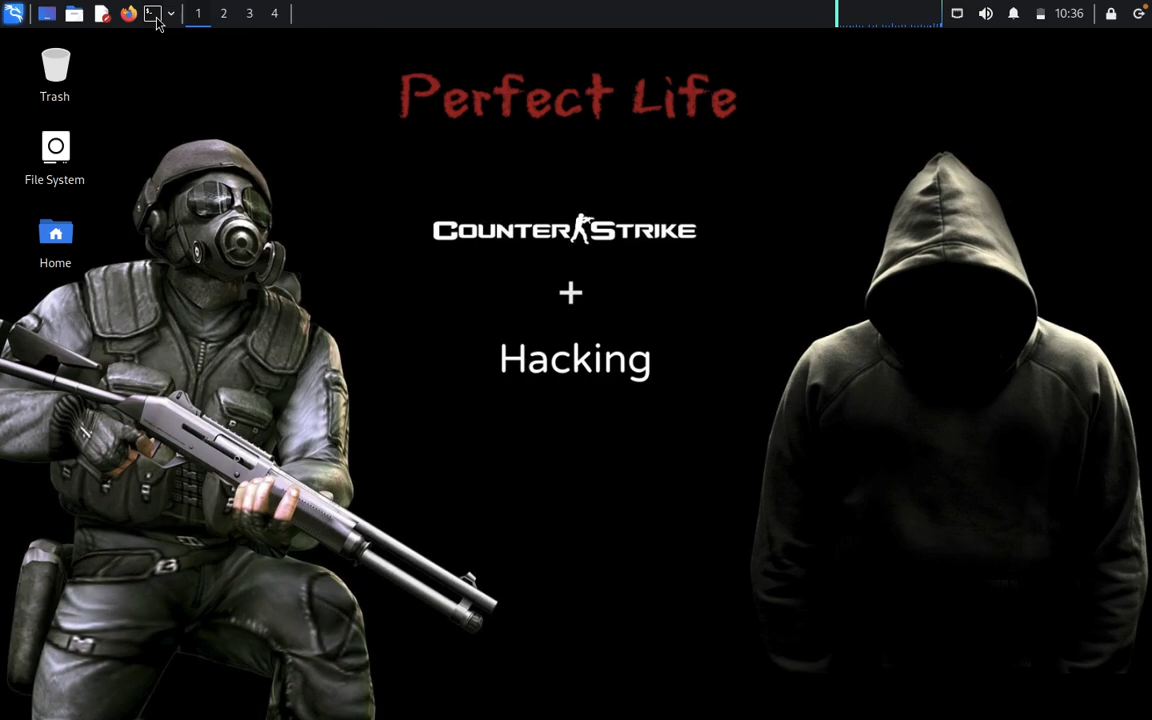 1 2 3 4
10:36
Trash
File System
Home
Perfect Life
COUNTER STRIKE
+
Hacking